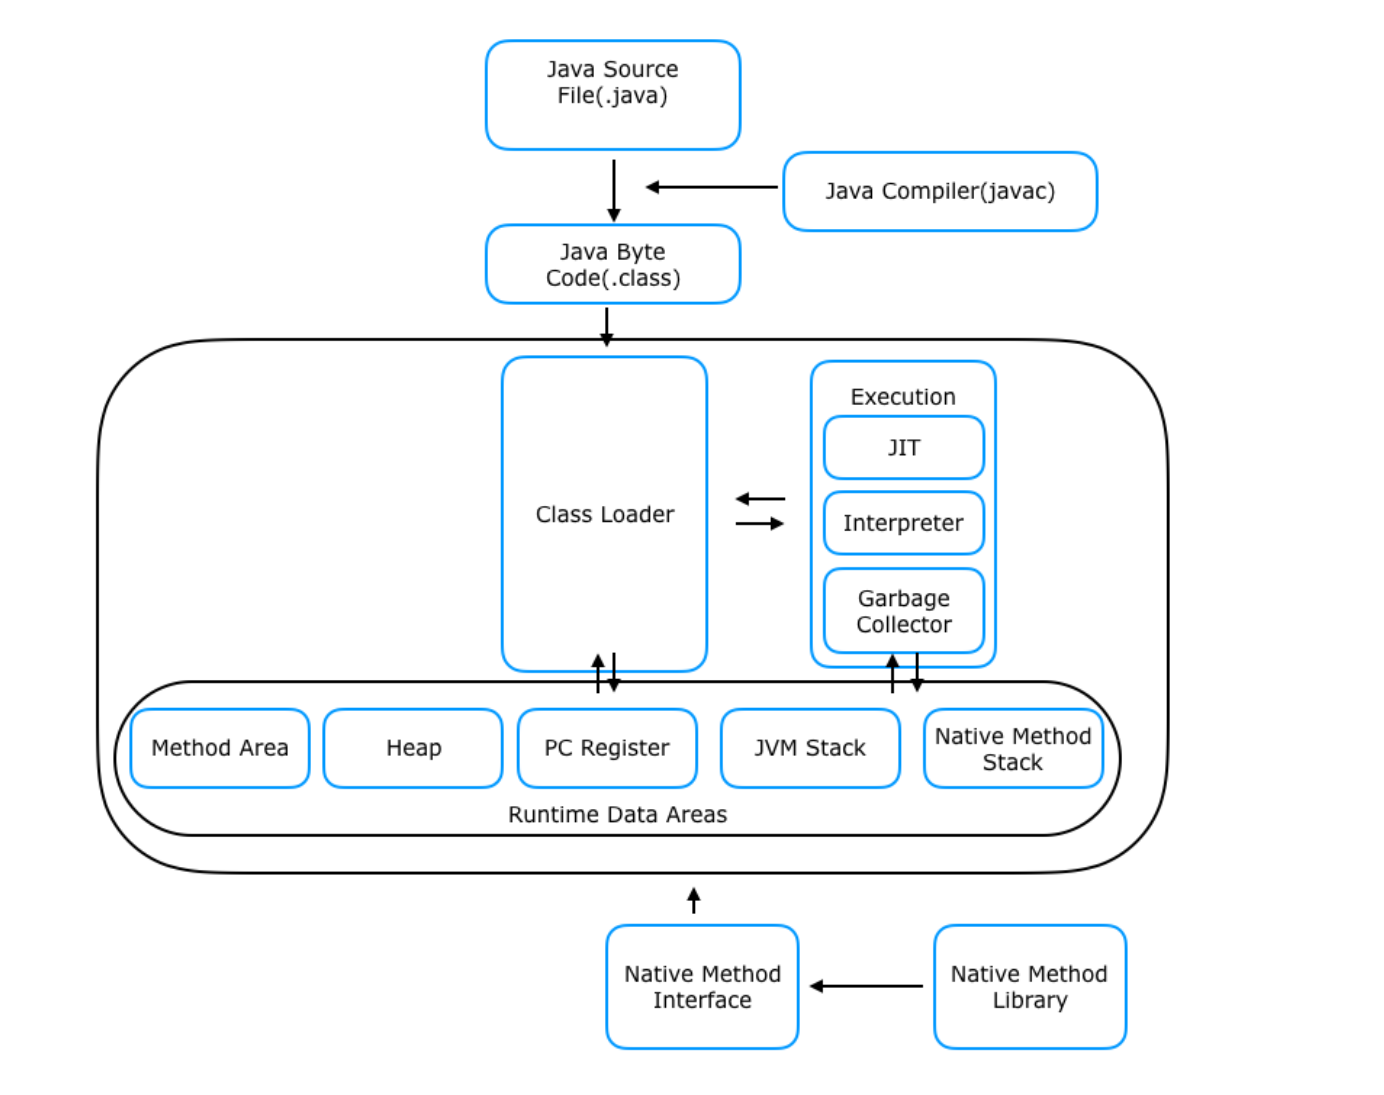 Java Source
File(.java)
Java Compiler(javac)
Java Byte
Code(.class)
Execution
JIT
Class Loader
Interpreter
Garbage
Collector
Method Area
Heap
PC Register
JVM Stack
Native Method
Stack
Runtime Data Areas
Native Method
Interface
Native Method
Library